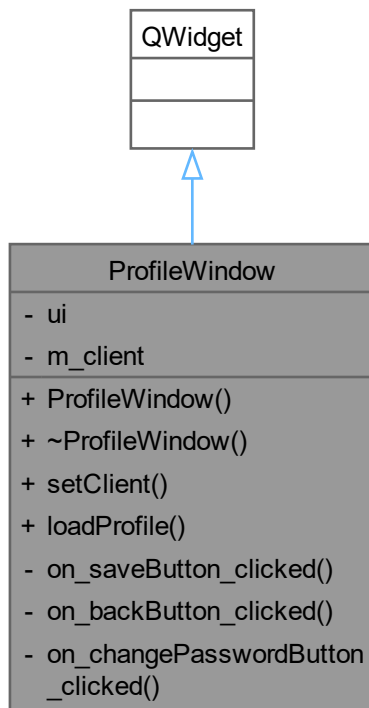 QWidget
ProfileWindow
- ui
- m_client
+ ProfileWindow()
+ ~ProfileWindow()
+ setClient()
+ loadProfile()
- on_saveButton_clicked()
- on_backButton_clicked()
- on_changePasswordButton
_clicked()